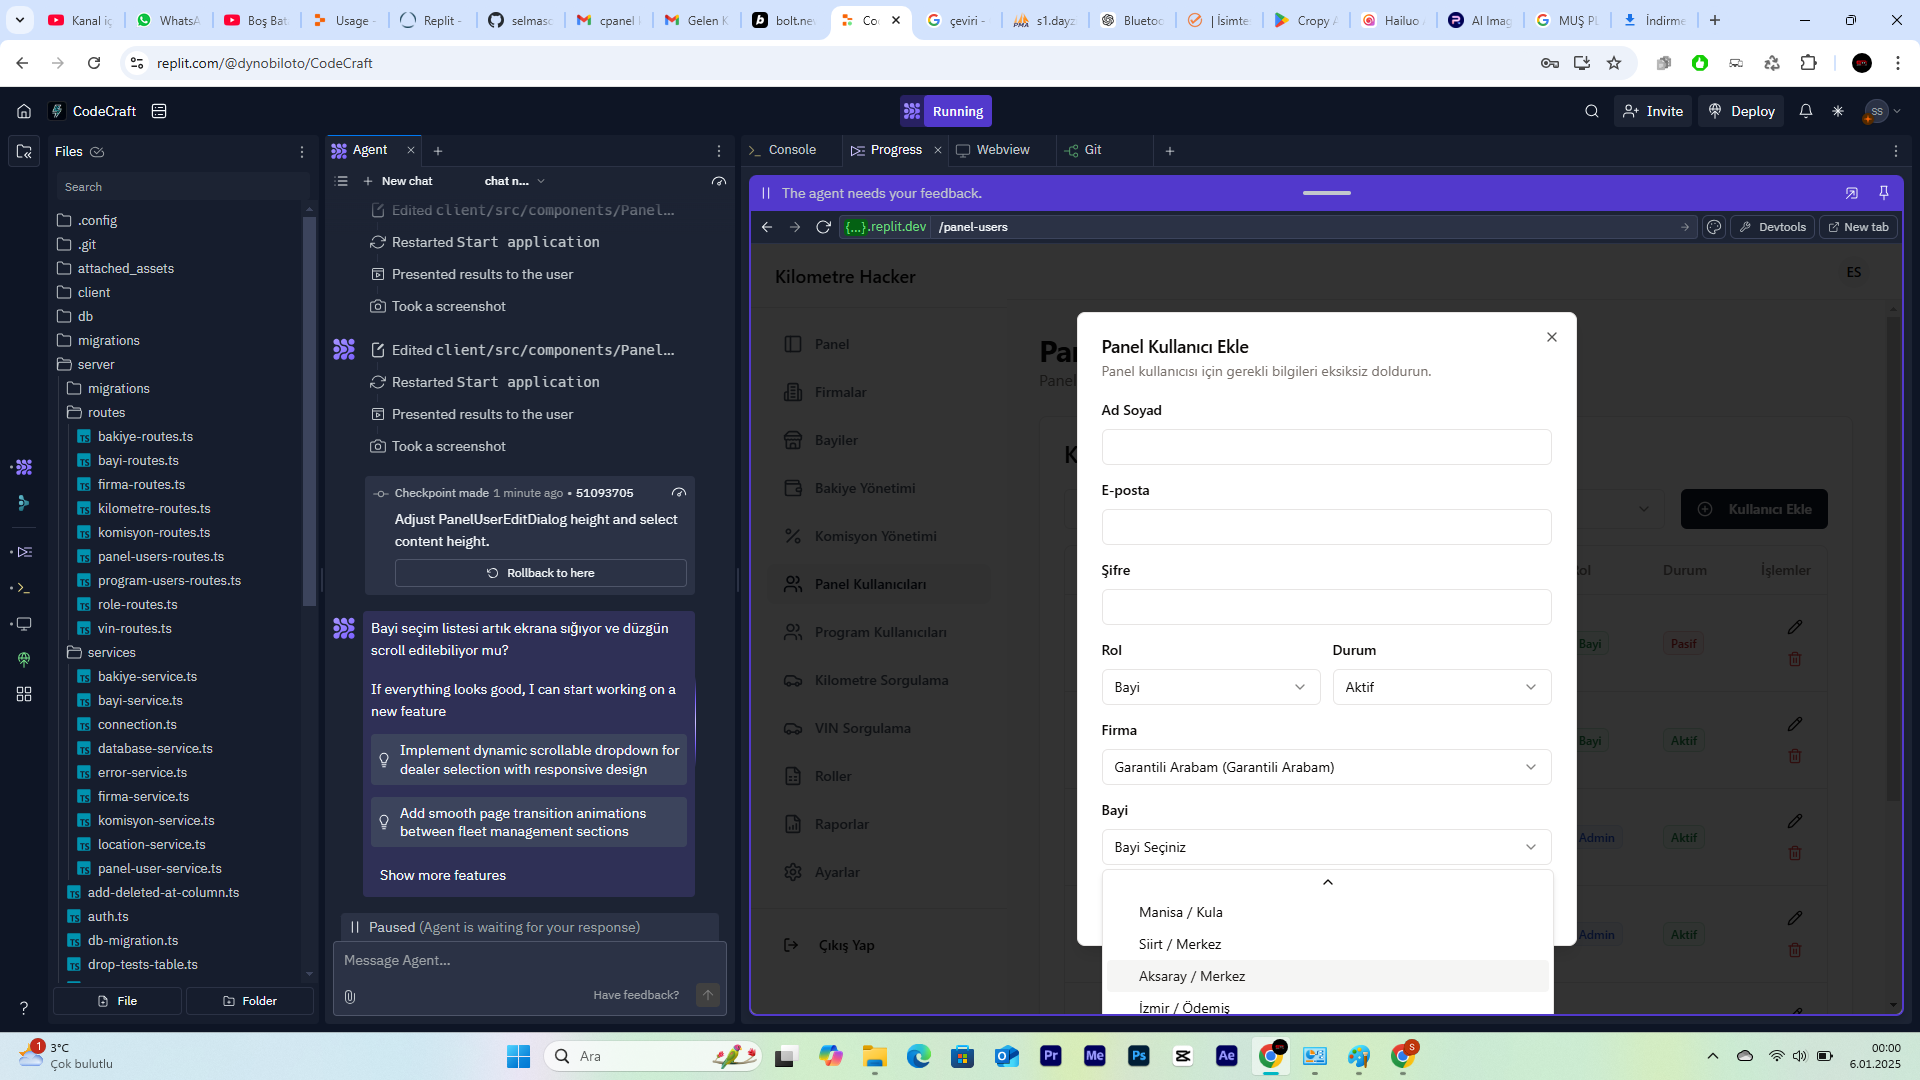 Kanal iç
WhatsA
Boş Bat
Usage -
Replit -
selmasc
cpanel k
Gelen K
bolt.ne
Co
çeviri -
s1.dayz
Bluetoo
| İsimte
Cropy A
Hailuo A
AI Imag
MUŞ PL
İndirme
replit.com/@dynobiloto/CodeCraft
CodeCraft
Running
Invite
Deploy
SS
Files
Search
.config
.git
attached_assets
client
db
migrations
server
migrations
routes
bakiye-routes.ts
bayi-routes.ts
firma-routes.ts
kilometre-routes.ts
komisyon-routes.ts
panel-users-routes.ts
program-users-routes.ts
role-routes.ts
vin-routes.ts
services
bakiye-service.ts
bayi-service.ts
connection.ts
database-service.ts
error-service.ts
firma-service.ts
komisyon-service.ts
location-service.ts
panel-user-service.ts
add-deleted-at-column.ts
auth.ts
db-migration.ts
drop-tests-table.ts
File
Folder
Agent
New chat
chat n...
Edited client/src/components/Panel...
Restarted Start application
Presented results to the user
Took a screenshot
Edited client/src/components/Panel...
Restarted Start application
Presented results to the user
Took a screenshot
Checkpoint made 1 minute ago • 51093705
Adjust PanelUserEditDialog height and select
content height.
Rollback to here
Bayi seçim listesi artık ekrana sığıyor ve düzgün
scroll edilebiliyor mu?
If everything looks good, I can start working on a
new feature
Implement dynamic scrollable dropdown for
dealer selection with responsive design
Add smooth page transition animations
between fleet management sections
Show more features
Paused (Agent is waiting for your response)
Message Agent...
Have feedback?
Console
Progress
Webview
Git
The agent needs your feedback.
{...}.replit.dev
/panel-users
Devtools
New tab
Kilometre Hacker
ES
Panel
Firmalar
Bayiler
Bakiye Yönetimi
Komisyon Yönetimi
Panel Kullanıcıları
Program Kullanıcıları
Kilometre Sorgulama
VIN Sorgulama
Roller
Raporlar
Ayarlar
Çıkış Yap
Pa
Panel
K
Kullanıcı Ekle
Rol
Durum
İşlemler
Bayi
Pasif
Bayi
Aktif
Admin
Aktif
Admin
Aktif
Panel Kullanıcı Ekle
Panel kullanıcısı için gerekli bilgileri eksiksiz doldurun.
Ad Soyad
E-posta
Şifre
Rol
Durum
Bayi
Aktif
Firma
Garantili Arabam (Garantili Arabam)
Bayi
Bayi Seçiniz
Manisa / Kula
Siirt / Merkez
Aksaray / Merkez
İzmir / Ödemiş
1
3°C
Çok bulutlu
Ara
Pr
Me
Ps
Ae
S
00:00
6.01.2025